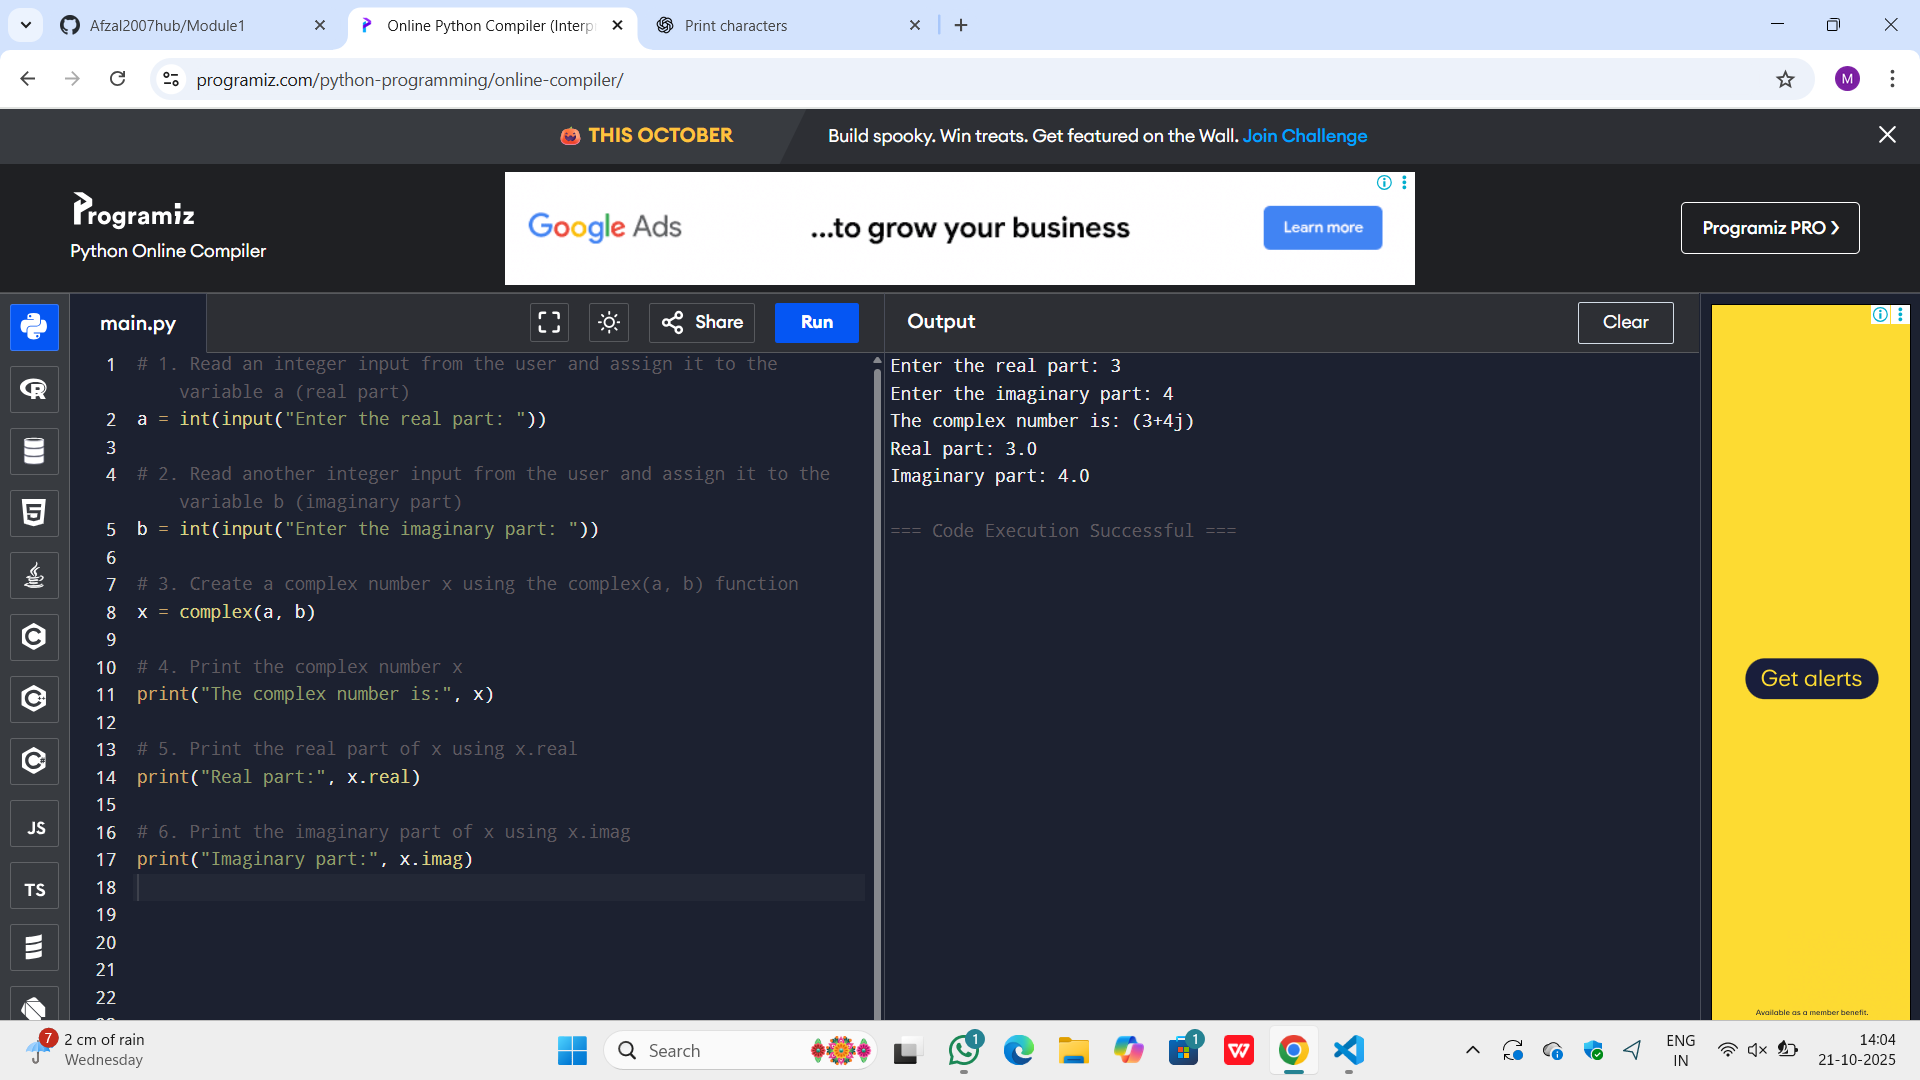 Afzal2007hub/Module1
Online Python Compiler (Interp
Print characters
programiz.com/python-programming/online-compiler/
M
THIS OCTOBER
Build spooky. Win treats. Get featured on the Wall. Join Challenge
Programiz
Python Online Compiler
Google Ads
...to grow your business
Learn more
Programiz PRO
main.py
Share
Run
Output
Clear
1 # 1. Read an integer input from the user and assign it to the
variable a (real part)
2 a = int(input("Enter the real part: "))
3
4 # 2. Read another integer input from the user and assign it to the
variable b (imaginary part)
5 b = int(input("Enter the imaginary part: "))
6
7 # 3. Create a complex number x using the complex(a, b) function
8 x = complex(a, b)
9
10 # 4. Print the complex number x
11 print("The complex number is:", x)
12
13 # 5. Print the real part of x using x.real
14 print("Real part:", x.real)
15
16 # 6. Print the imaginary part of x using x.imag
17 print("Imaginary part:", x.imag)
18
19
20
21
22
Enter the real part: 3
Enter the imaginary part: 4
The complex number is: (3+4j)
Real part: 3.0
Imaginary part: 4.0
=== Code Execution Successful ===
JS
TS
Get alerts
Available as a member benefit.
7
2 cm of rain
Wednesday
Search
1
1
W
ENG
IN
14:04
21-10-2025